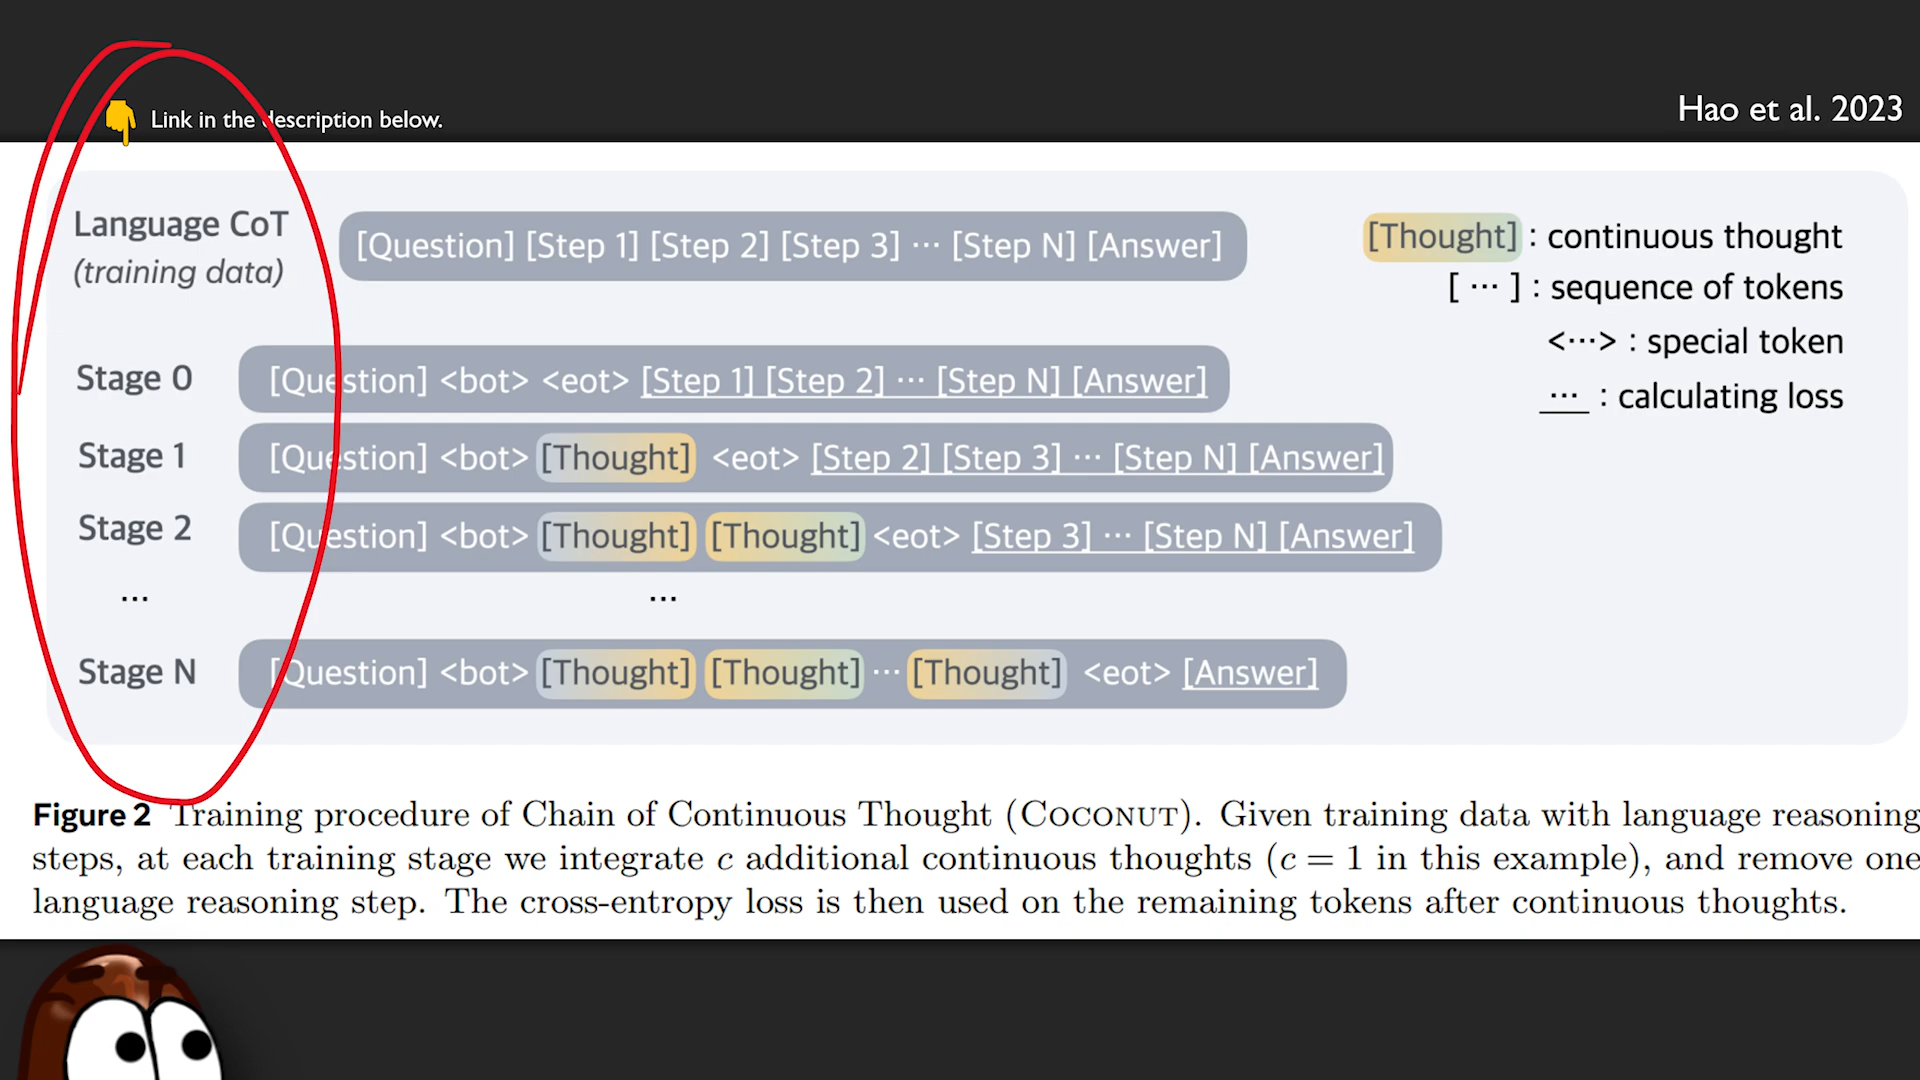 Link in the description below.
Hao et al. 2023
Language CoT
(training data)
[Question] [Step 1] [Step 2] [Step 3] ··· [Step N] [Answer]
[Thought] : continuous thought
[ ··· ] : sequence of tokens
<···> : special token
... : calculating loss
Stage 0
[Question] <bot> <eot> [Step 1] [Step 2] ··· [Step N] [Answer]
Stage 1
[Question] <bot> [Thought] <eot> [Step 2] [Step 3] ··· [Step N] [Answer]
Stage 2
[Question] <bot> [Thought] [Thought] <eot> [Step 3] ··· [Step N] [Answer]
... ...
Stage N
[Question] <bot> [Thought] [Thought] ··· [Thought] <eot> [Answer]
Figure 2 Training procedure of Chain of Continuous Thought (COCONUT). Given training data with language reasoning
steps, at each training stage we integrate c additional continuous thoughts (c = 1 in this example), and remove one
language reasoning step. The cross-entropy loss is then used on the remaining tokens after continuous thoughts.